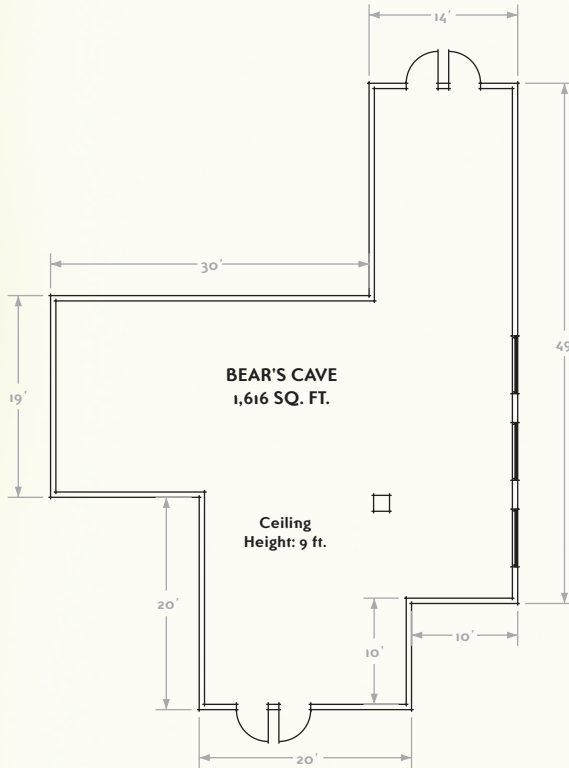 14'
30'
49
BEAR'S CAVE
1,616 SQ. FT.
19'
Ceiling
Height: 9 ft.
20'
10'
10'
20'